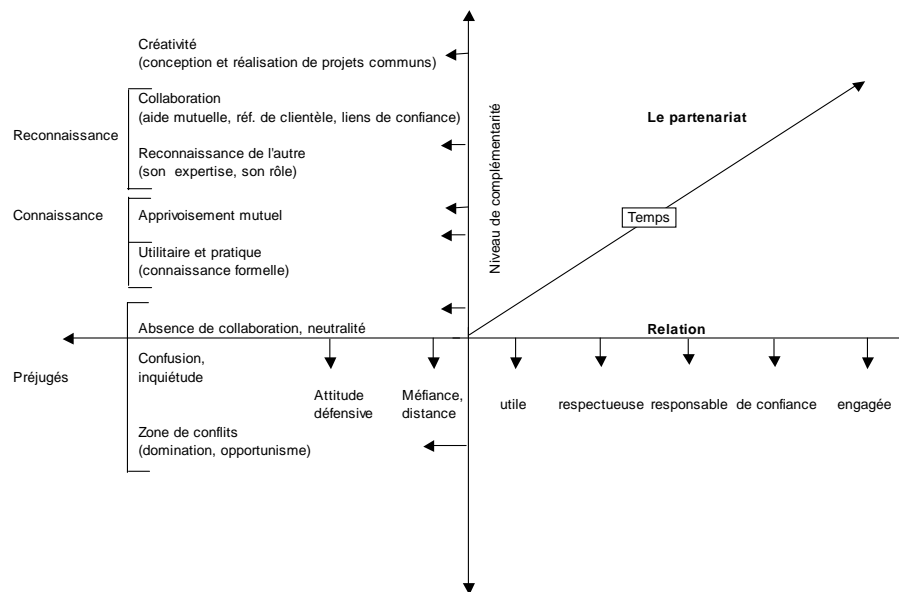 Créativité
(conception et réalisation de projets communs)
Collaboration
(aide mutuelle, réf. de clientèle, liens de confiance)
Reconnaissance
Reconnaissance de l'autre
(son expertise, son rôle)
Connaissance
Apprivoisement mutuel
Utilitaire et pratique
(connaissance formelle)
Absence de collaboration, neutralité
Préjugés
Confusion,
inquiétude
Zone de conflits
(domination, opportunisme)
Niveau de complémentarité
Le partenariat
Temps
Relation
Attitude
défensive
Méfiance,
distance
utile
respectueuse
responsable
de confiance
engagée